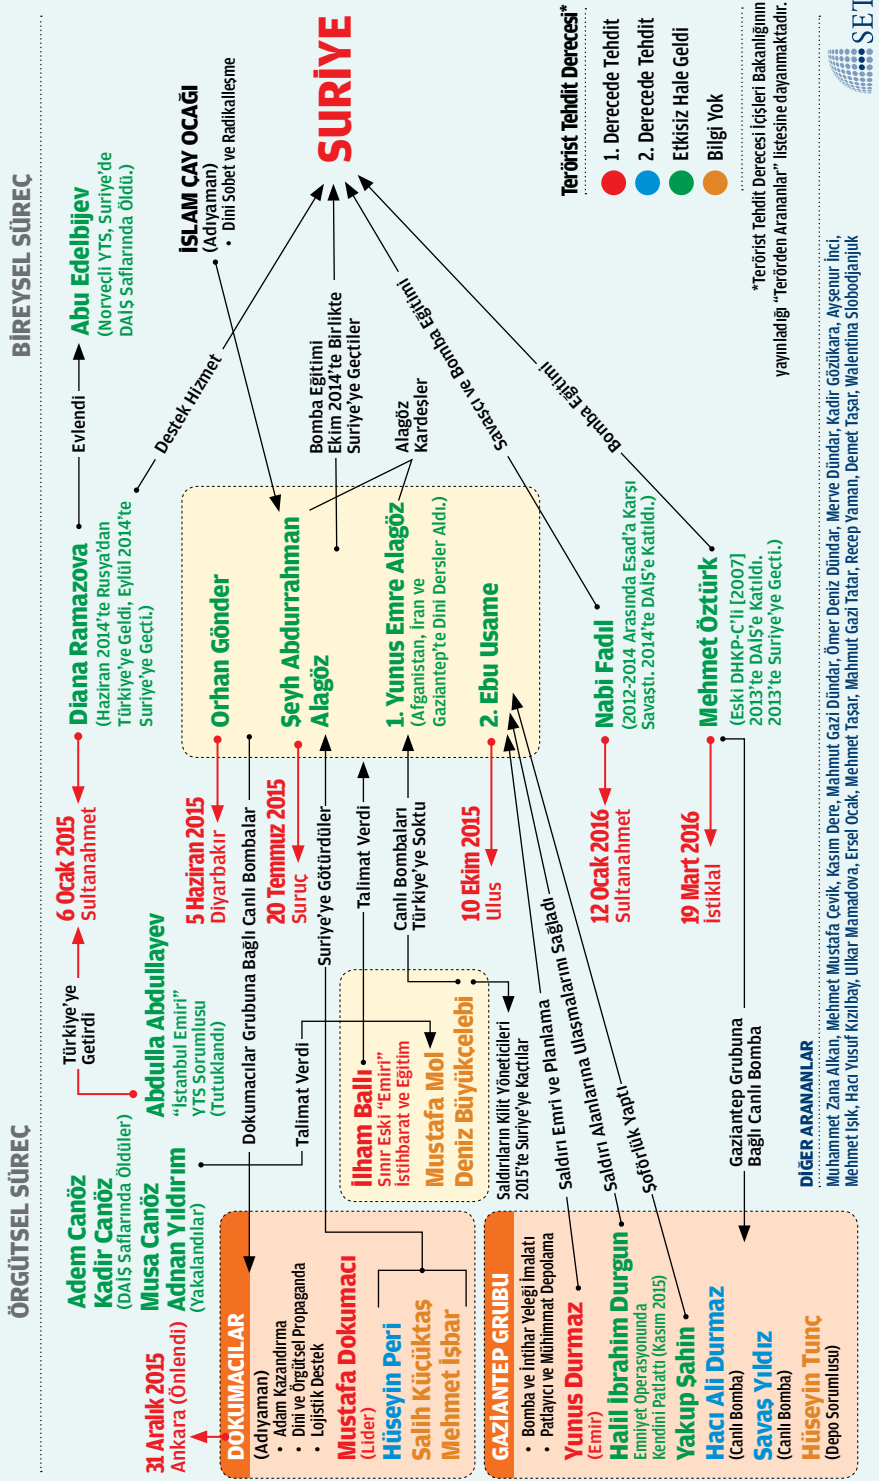 ÖRGÜTSEL SÜREÇ
BİREYSEL SÜREÇ
31 Aralık 2015
Ankara (Önlendi)
Adem Canöz
Kadir Canöz
(DAİŞ Saflarında Öldüler)
Musa Canöz
Adnan Yıldırım
(Yakalandılar)
Türkiye'ye
Getirdi
Abdulla Abdullayev
"İstanbul Emiri"
YTS Sorumlusu
(Tutuklandı)
6 Ocak 2015
Sultanahmet
Diana Ramazova
(Haziran 2014'te Rusya'dan
Türkiye'ye Geldi, Eylül 2014'te
Suriye'ye Geçti.)
Evlendi
Abu Edelbijev
(Norveçli YTS, Suriye'de
DAİŞ Saflarında Öldü.)
Destek Hizmet
İSLAM ÇAY OCAĞI
(Adıyaman)
• Dini Sobet ve Radikalleşme
SURİYE
DOKUMACILAR
(Adıyaman)
• Adam Kazandırma
• Dini ve Örgütsel Propaganda
• Lojistik Destek
Mustafa Dokumacı
(Lider)
Hüseyin Peri
Salih Küçüktaş
Mehmet İşbar
Dokumacılar Grubuna Bağlı Canlı Bombalar
Talimat Verdi
Suriye'ye Götürdüler
İlham Ballı
Sınır Eski "Emiri"
İstihbarat ve Eğitim
Mustafa Mol
Deniz Büyükçelebi
Talimat Verdi
Canlı Bombaları
Türkiye'ye Soktu
Saldırıların Kilit Yöneticileri
2015'te Suriye'ye Kaçtılar
5 Haziran 2015
Diyarbakır
20 Temmuz 2015
Suruç
10 Ekim 2015
Ulus
Orhan Gönder
Şeyh Abdurrahman
Alagöz
1. Yunus Emre Alagöz
(Afganistan, İran ve
Gaziantep'te Dini Dersler Aldı.)
2. Ebu Usame
Bomba Eğitimi
Ekim 2014'te Birlikte
Suriye'ye Geçtiler
Alagöz
Kardeşler
Savaşçı ve Bomba Eğitimi
Bomba Eğitimi
GAZİANTEP GRUBU
• Bomba ve İntihar Yeleği İmalatı
• Patlayıcı ve Mühimmat Depolama
Yunus Durmaz
(Emir)
Halil İbrahim Durgun
Emniyet Operasyonunda
Kendini Patlattı (Kasım 2015)
Yakup Şahin
Hacı Ali Durmaz
(Canlı Bomba)
Savaş Yıldız
(Canlı Bomba)
Hüseyin Tunç
(Depo Sorumlusu)
Saldırı Emri ve Planlama
Saldırı Alanlarına Ulaşmalarını Sağladı
Şoförlük Yaptı
Gaziantep Grubuna
Bağlı Canlı Bomba
12 Ocak 2016
Sultanahmet
Nabi Fadıl
(2012-2014 Arasında Esad'a Karşı
Savaştı. 2014'te DAİŞ'e Katıldı.)
19 Mart 2016
İstiklal
Mehmet Öztürk
(Eski DHKP-C'li [2007]
2013'te DAİŞ'e Katıldı.
2013'te Suriye'ye Geçti.)
Terörist Tehdit Derecesi*
1. Derecede Tehdit
2. Derecede Tehdit
Etkisiz Hale Geldi
Bilgi Yok
*Terörist Tehdit Derecesi İçişleri Bakanlığının
yayınladığı "Terörden Arananlar" listesine dayanmaktadır.
DİĞER ARANANLAR
Muhammet Zana Alkan, Mehmet Mustafa Çevik, Kasım Dere, Mahmut Gazi Dündar, Ömer Deniz Dündar, Merve Dündar, Kadir Gözükara, Ayşenur İnci,
Mehmet Işık, Hacı Yusuf Kızılhay, Ulkar Mamadova, Ersel Ocak, Mehmet Taşar, Mahmut Gazi Tatar, Recep Yaman, Demet Taşar, Walentina Slobodjanjuk
SET